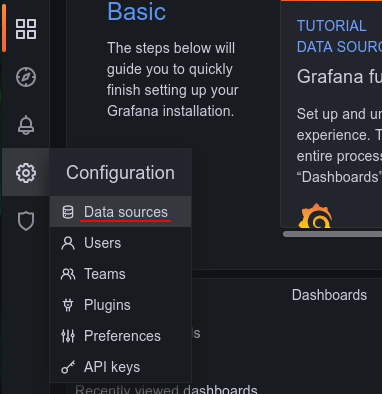 Basic
The steps below will
guide you to quickly
finish setting up your
Grafana installation.
TUTORIAL
DATA SOURC
Grafana fu
Set up and un
experience. T
entire process
“Dashboards”
Configuration
Data sources
Users
Teams
Plugins
Preferences
API keys
Dashboards
s
Recently viewed dashboards